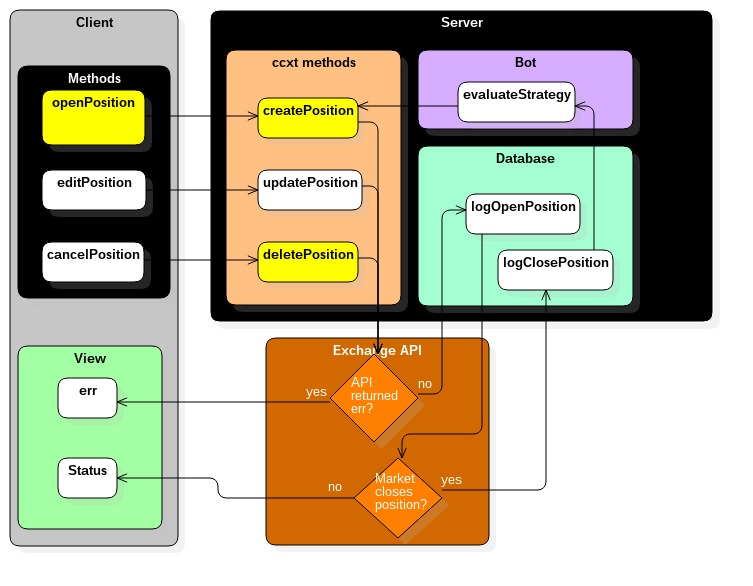 Client
Server
Methods
openPosition
editPosition
cancelPosition
ccxt methods
createPosition
updatePosition
deletePosition
Bot
evaluateStrategy
Database
logOpenPosition
logClosePosition
View
err
Status
Exchange API
API
returned
err?
yes
no
Market
closes
position?
no
yes